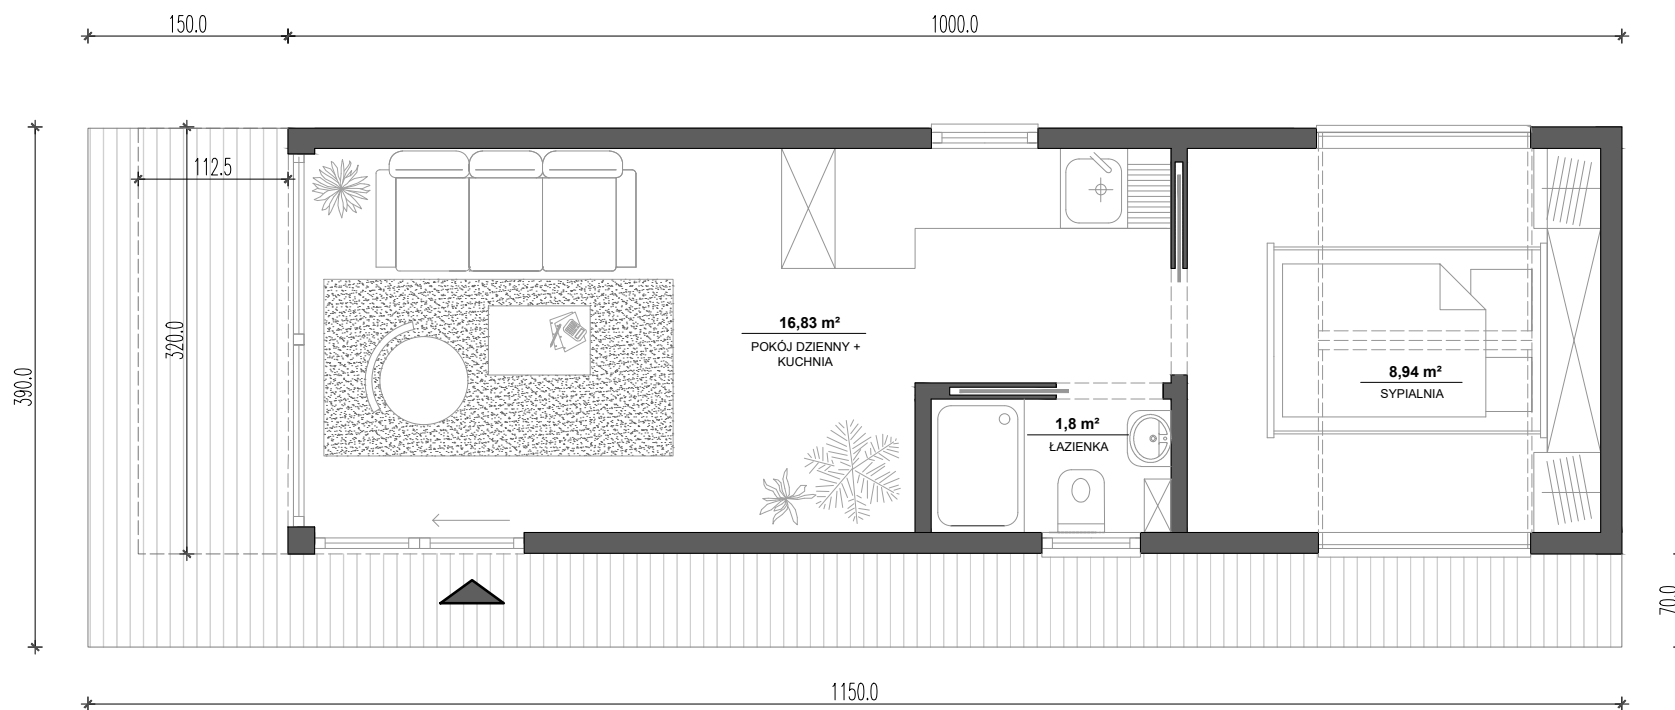 150.0
1000.0
112.5
320.0
390.0
16,83 m²
POKÓJ DZIENNY +
KUCHNIA
8,94 m²
SYPIALNIA
1,8 m²
ŁAZIENKA
70.0
1150.0